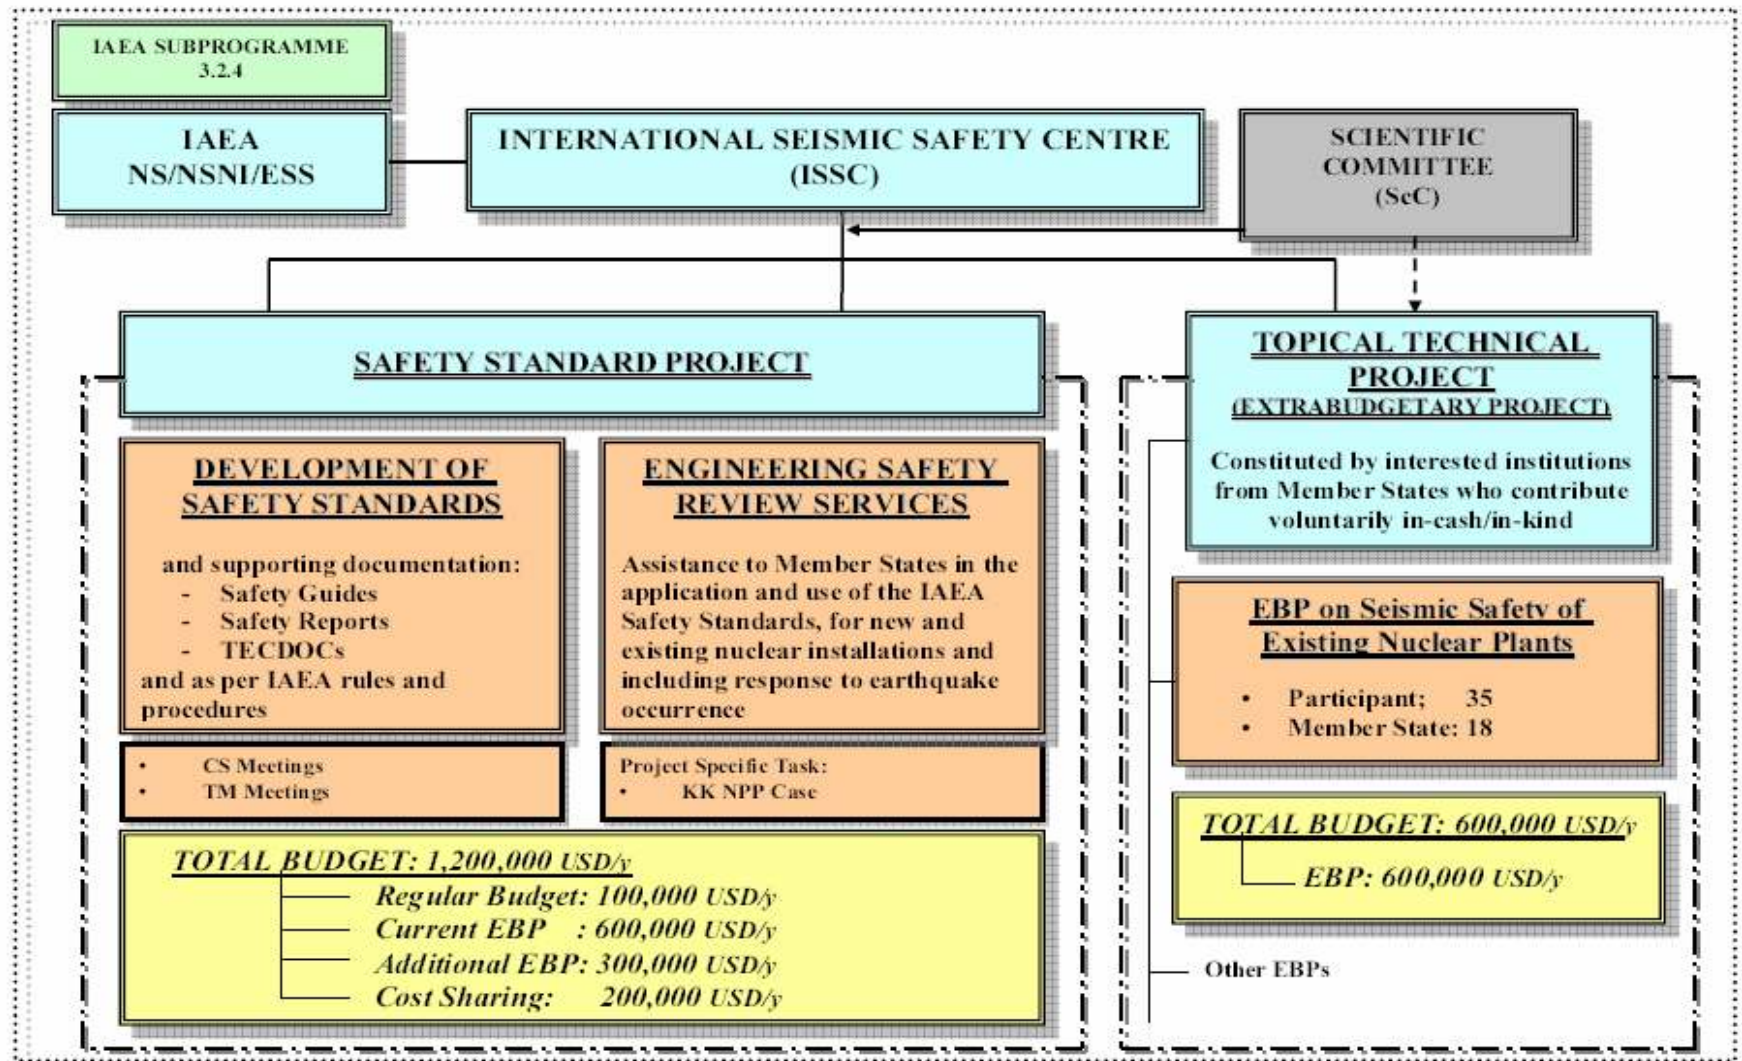 IAEA SUBPROGRAMME
3.2.4
IAEA
NS/NSNI/ESS
INTERNATIONAL SEISMIC SAFETY CENTRE
(ISSC)
SCIENTIFIC
COMMITTEE
(ScC)
SAFETY STANDARD PROJECT
DEVELOPMENT OF
SAFETY STANDARDS
and supporting documentation:
- Safety Guides
- Safety Reports
- TECDOCs
and as per IAEA rules and
procedures
• CS Meetings
• TM Meetings
ENGINEERING SAFETY
REVIEW SERVICES
Assistance to Member States in the
application and use of the IAEA
Safety Standards, for new and
existing nuclear installations and
including response to earthquake
occurrence
Project Specific Task:
• KK NPP Case
TOTAL BUDGET: 1,200,000 USD/y
Regular Budget: 100,000 USD/y
Current EBP : 600,000 USD/y
Additional EBP: 300,000 USD/y
Cost Sharing: 200,000 USD/y
TOPICAL TECHNICAL
PROJECT
(EXTRABUDGETARY PROJECT)
Constituted by interested institutions
from Member States who contribute
voluntarily in-cash/in-kind
EBP on Seismic Safety of
Existing Nuclear Plants
• Participant; 35
• Member State: 18
TOTAL BUDGET: 600,000 USD/y
EBP: 600,000 USD/y
Other EBPs